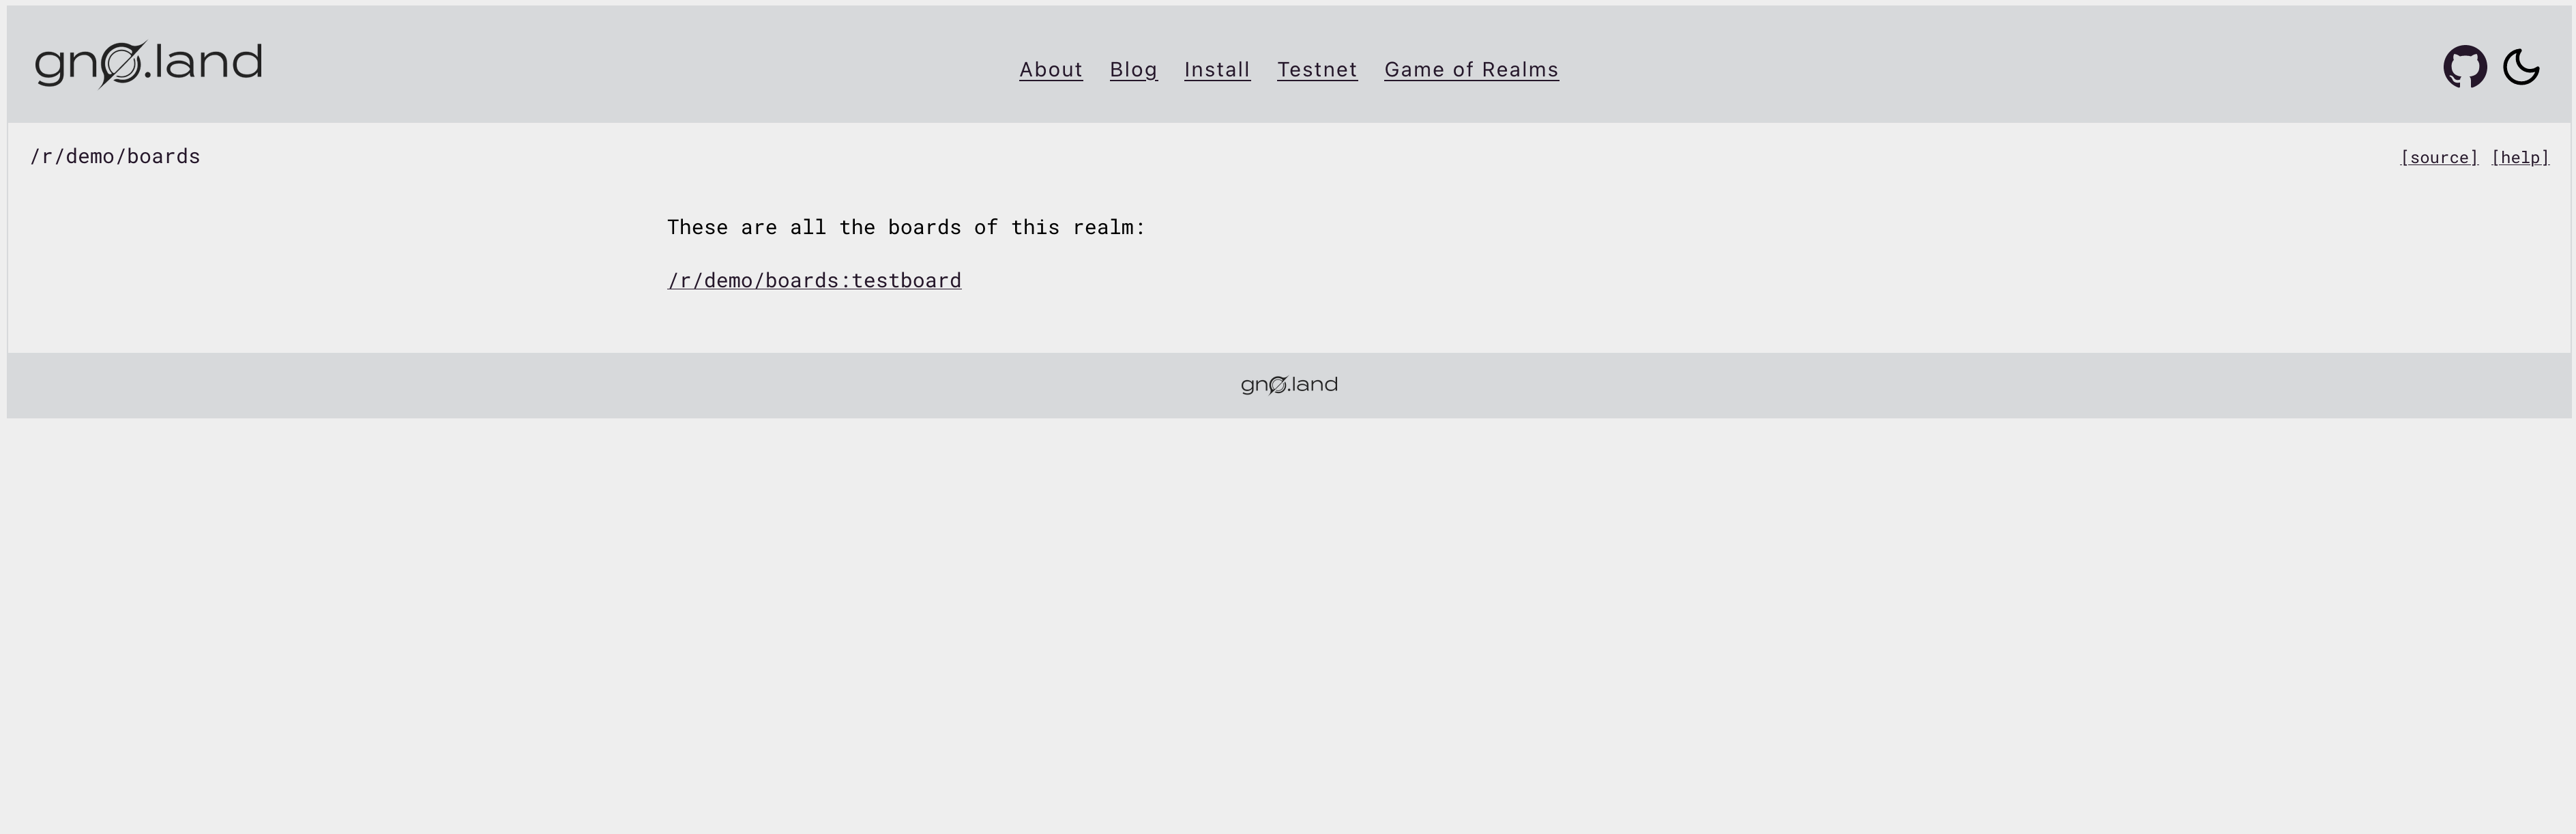 gnø.land
About Blog Install Testnet Game of Realms
/r/demo/boards
[source] [help]
These are all the boards of this realm:
/r/demo/boards:testboard
gnø.land